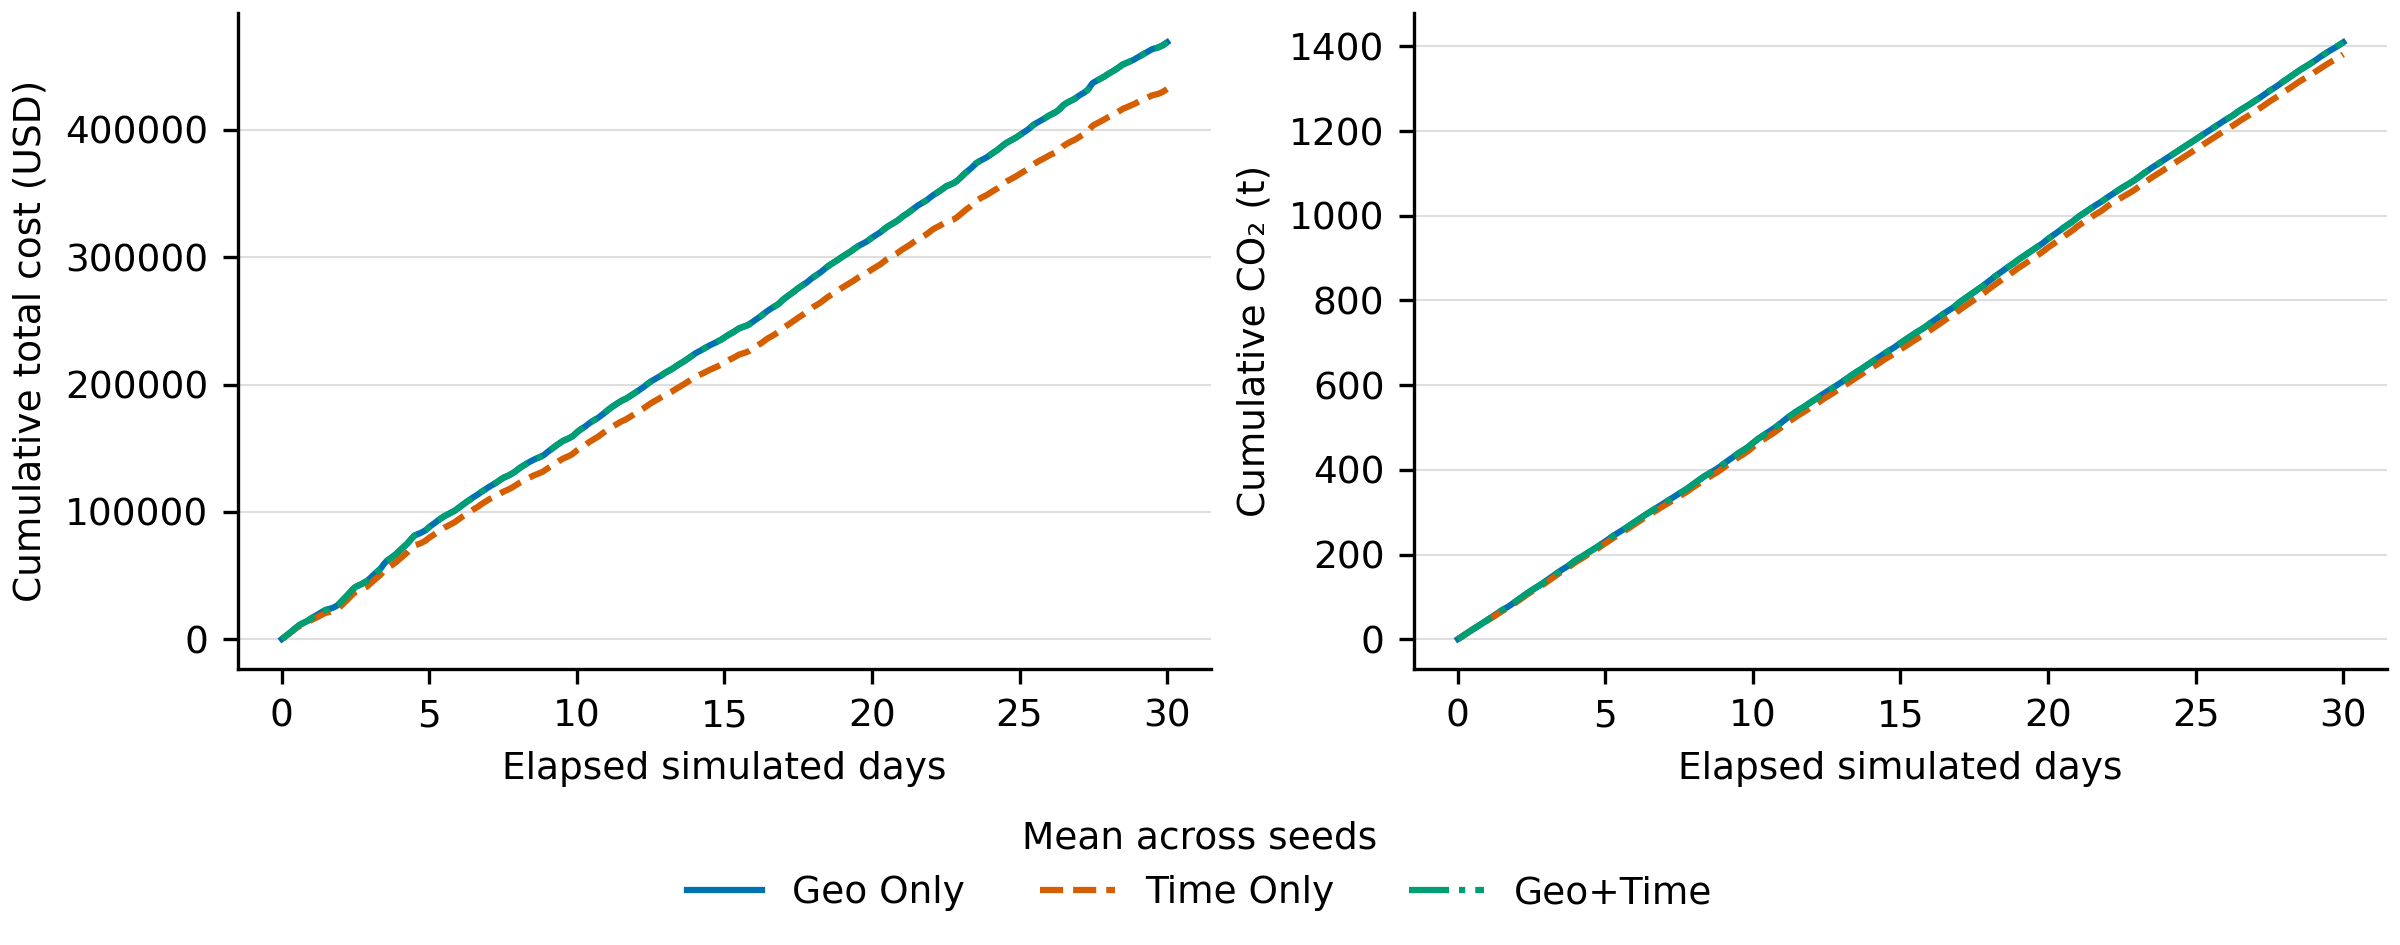 Cumulative total cost (USD)
400000
300000
200000
100000
0
0 5 10 15 20 25 30
Elapsed simulated days
Cumulative CO₂ (t)
1400
1200
1000
800
600
400
200
0
0 5 10 15 20 25 30
Elapsed simulated days
Mean across seeds
Geo Only Time Only Geo+Time